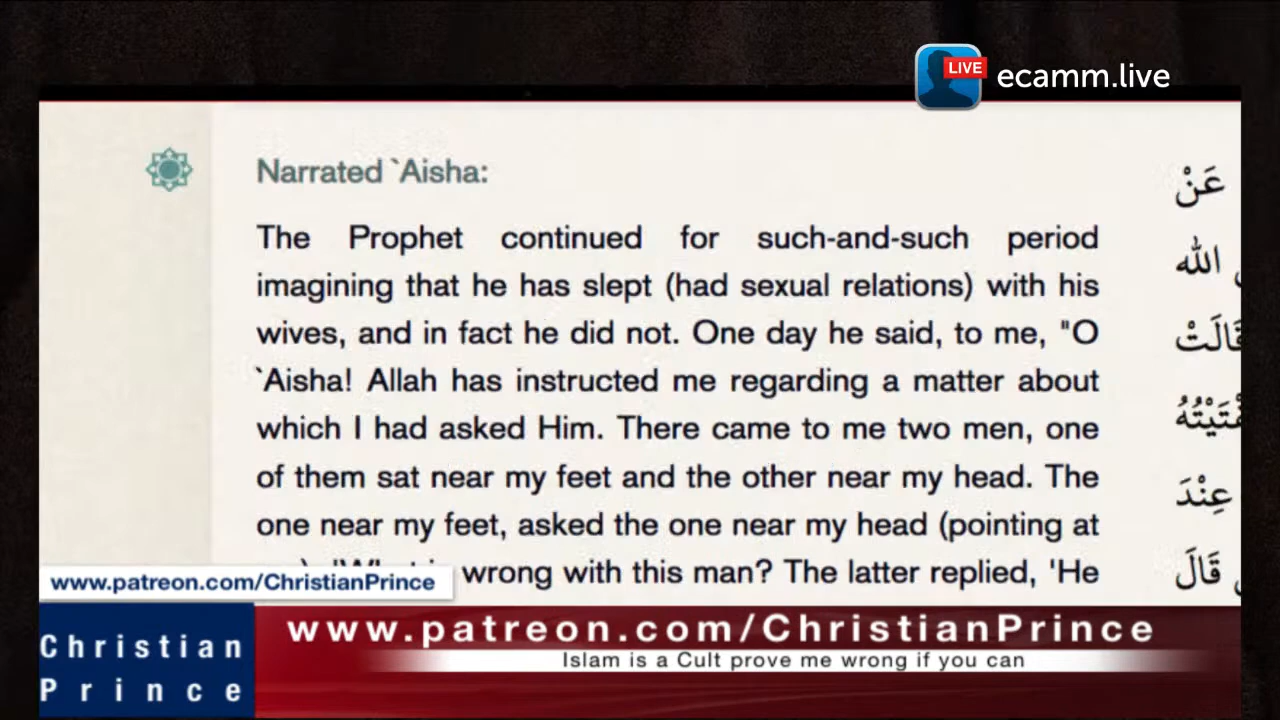 LIVE
ecamm.live
Narrated `Aisha:
The Prophet continued for such-and-such period
imagining that he has slept (had sexual relations) with his
wives, and in fact he did not. One day he said, to me, "O
`Aisha! Allah has instructed me regarding a matter about
which I had asked Him. There came to me two men, one
of them sat near my feet and the other near my head. The
one near my feet, asked the one near my head (pointing at
wrong with this man? The latter replied, 'He
عَنْ
الله
قَالَتْ
عِنْدَ
قَالَ
www.patreon.com/ChristianPrince
Christian
Prince
www.patreon.com/ChristianPrince
Islam is a Cult prove me wrong if you can